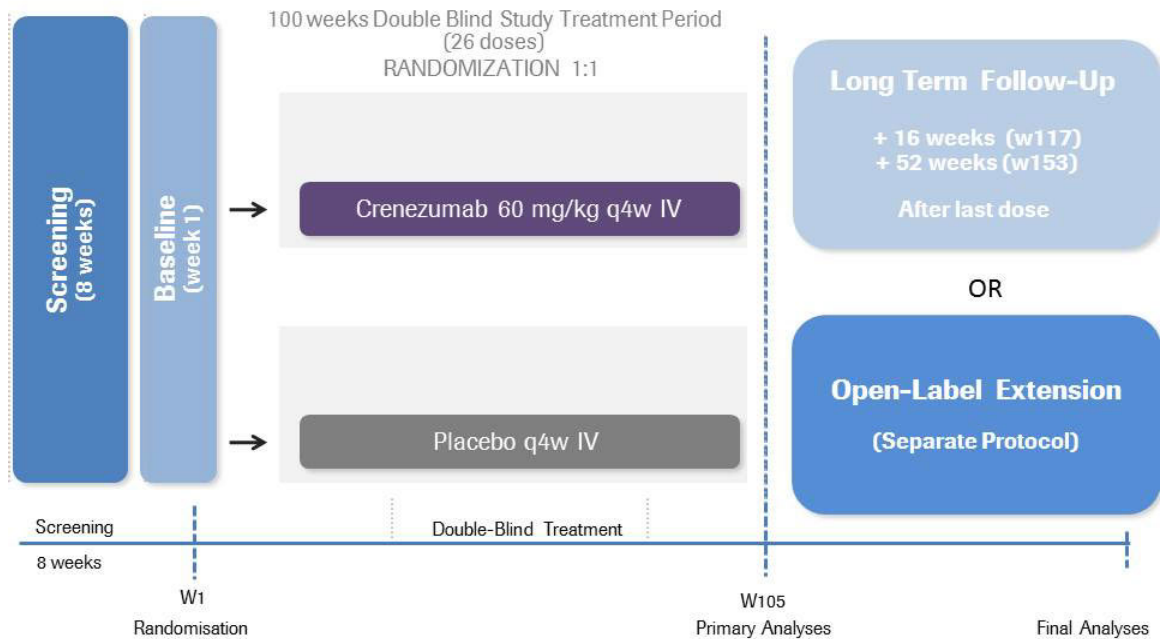 100 weeks Double Blind Study Treatment Period
(26 doses)
RANDOMIZATION 1:1
Screening
(8 weeks)
Baseline
(week 1)
Crenezumab 60 mg/kg q4w IV
Placebo q4w IV
Long Term Follow-Up
+ 16 weeks (w117)
+ 52 weeks (w153)
After last dose
OR
Open-Label Extension
(Separate Protocol)
Screening
Double-Blind Treatment
8 weeks
W1
Randomisation
W105
Primary Analyses
Final Analyses